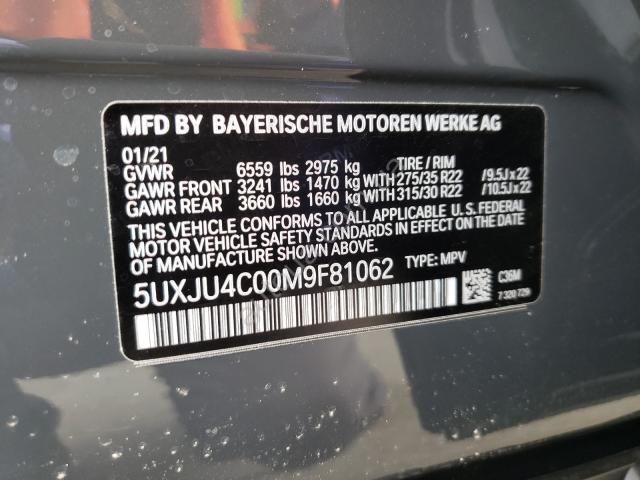 MFD BY BAYERISCHE MOTOREN WERKE AG
01/21
GVWR 6559 lbs 2975 kg TIRE / RIM
GAWR FRONT 3241 lbs 1470 kg WITH 275/35 R22 / 9.5J x 22
GAWR REAR 3660 lbs 1660 kg WITH 315/30 R22 / 10.5J x 22
THIS VEHICLE CONFORMS TO ALL APPLICABLE U.S. FEDERAL
MOTOR VEHICLE SAFETY STANDARDS IN EFFECT ON THE DATE
OF MANUFACTURE SHOWN ABOVE.
5UXJU4C00M9F81062 TYPE: MPV
C36M
7 320 729